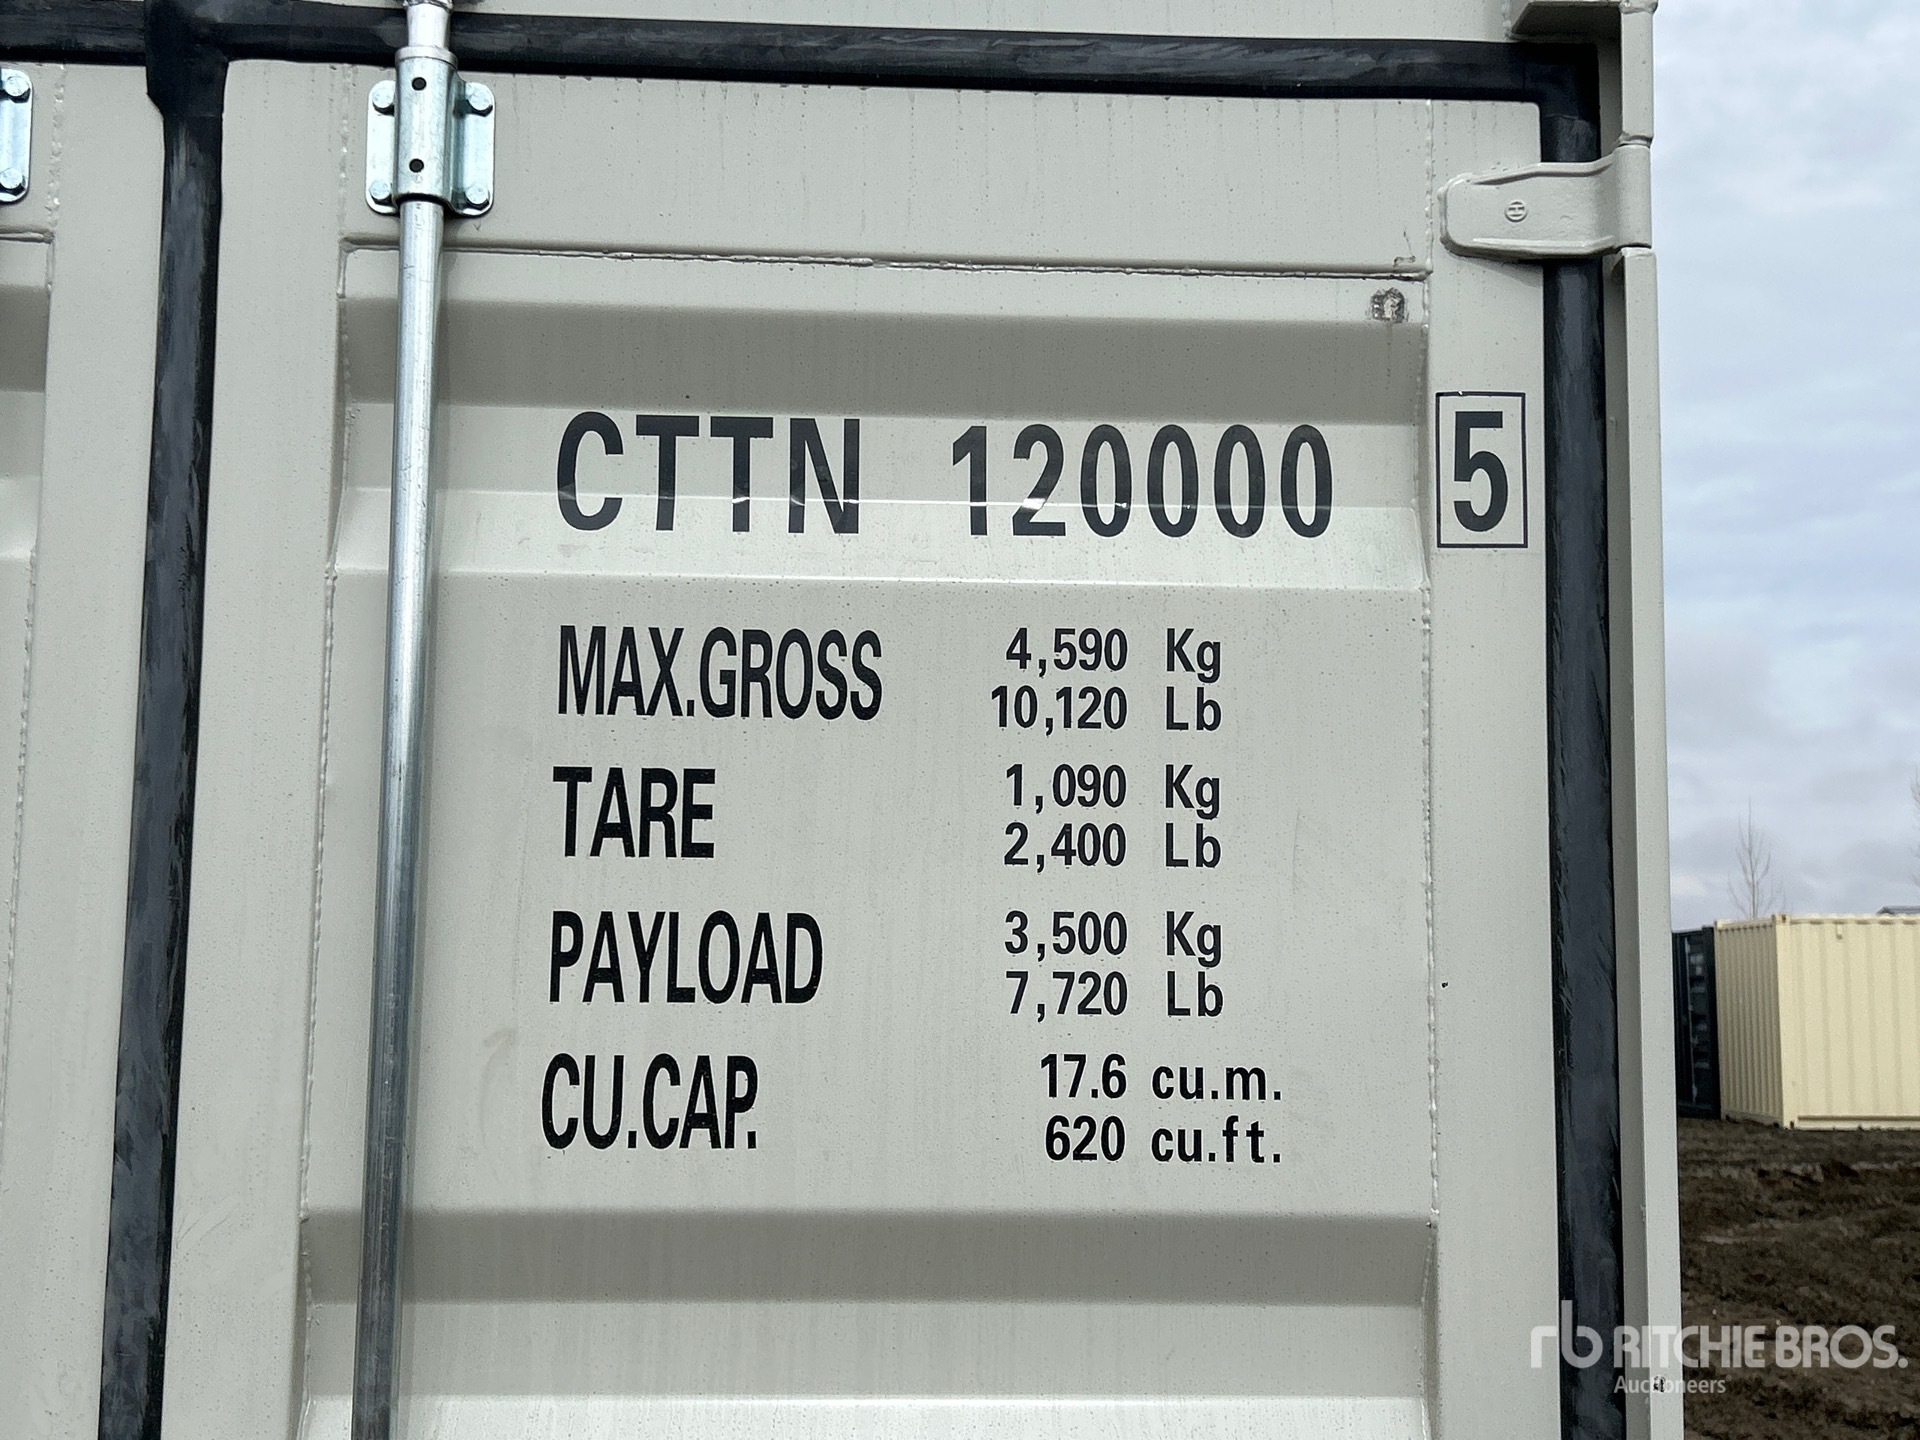 CTTN 120000 5
MAX.GROSS 4,590 Kg
10,120 Lb
TARE 1,090 Kg
2,400 Lb
PAYLOAD 3,500 Kg
7,720 Lb
CU.CAP. 17.6 cu.m.
620 cu.ft.
rb RITCHIE BROS.
Auctioneers